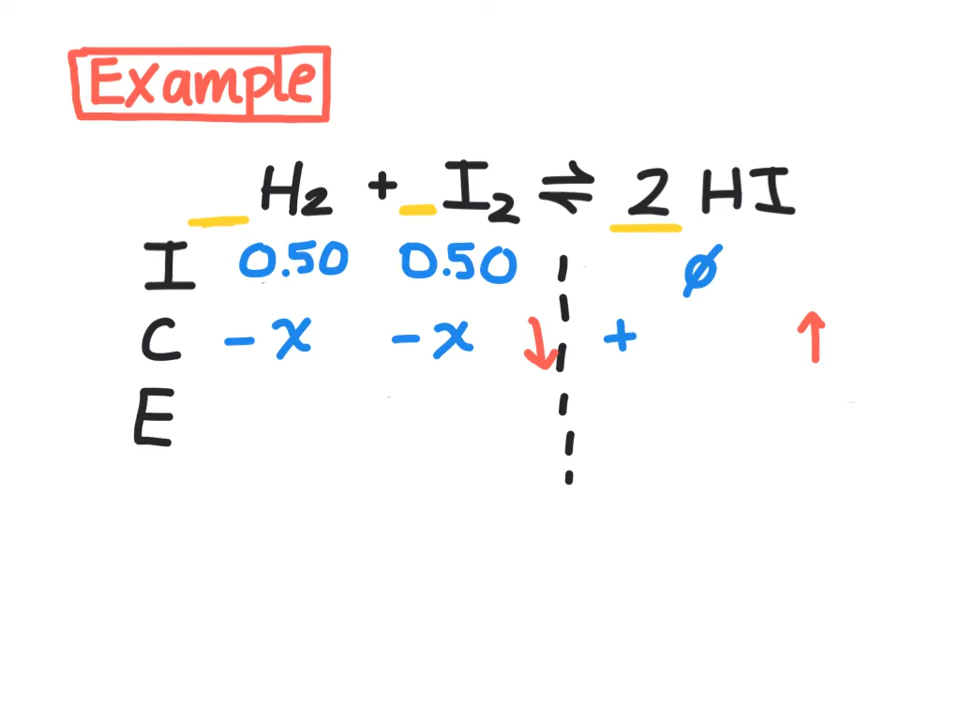 Example
H₂ + I₂ ⇌ 2 HI
I 0.50 0.50 ∅
C - x - x ↓ + ↑
E